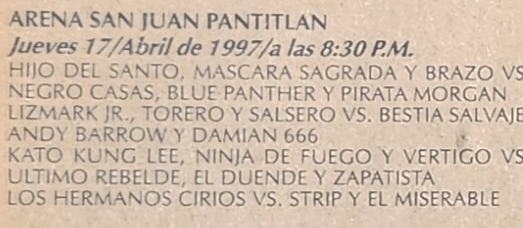 ARENA SAN JUAN PANTITLAN
Jueves 17/Abril de 1997/a las 8:30 P.M.
HIJO DEL SANTO, MASCARA SAGRADA Y BRAZO VS
NEGRO CASAS, BLUE PANTHER Y PIRATA MORGAN
LIZMARK JR., TORERO Y SALSERO VS. BESTIA SALVAJE
ANDY BARROW Y DAMIAN 666
KATO KUNG LEE, NINJA DE FUEGO Y VERTIGO VS
ULTIMO REBELDE, EL DUENDE Y ZAPATISTA
LOS HERMANOS CIRIOS VS. STRIP Y EL MISERABLE